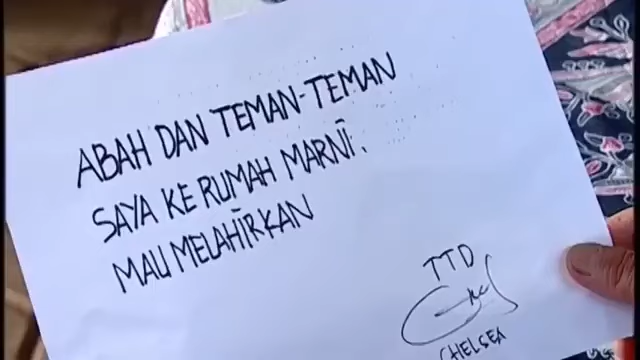 ABAH DAN TEMAN-TEMAN
SAYA KE RUMAH MARNI.
MAU MELAHIRKAN
TTD
CHELSEA